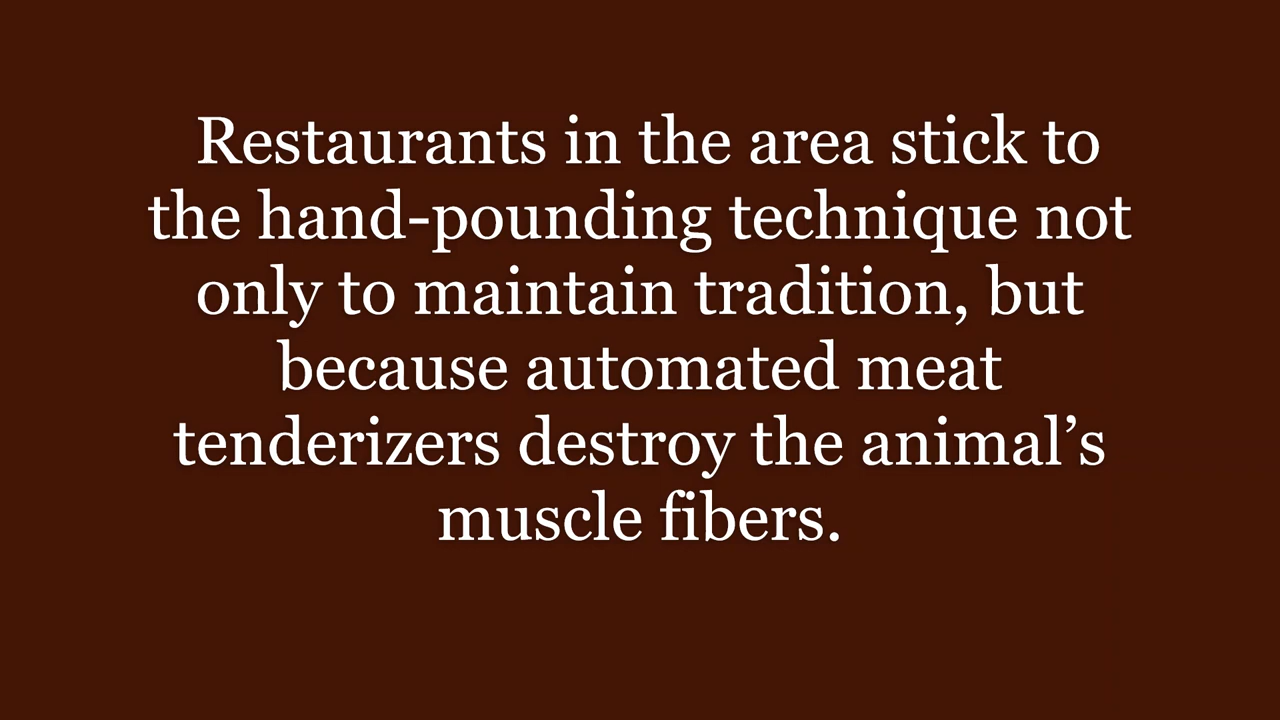 Restaurants in the area stick to
the hand-pounding technique not
only to maintain tradition, but
because automated meat
tenderizers destroy the animal’s
muscle fibers.